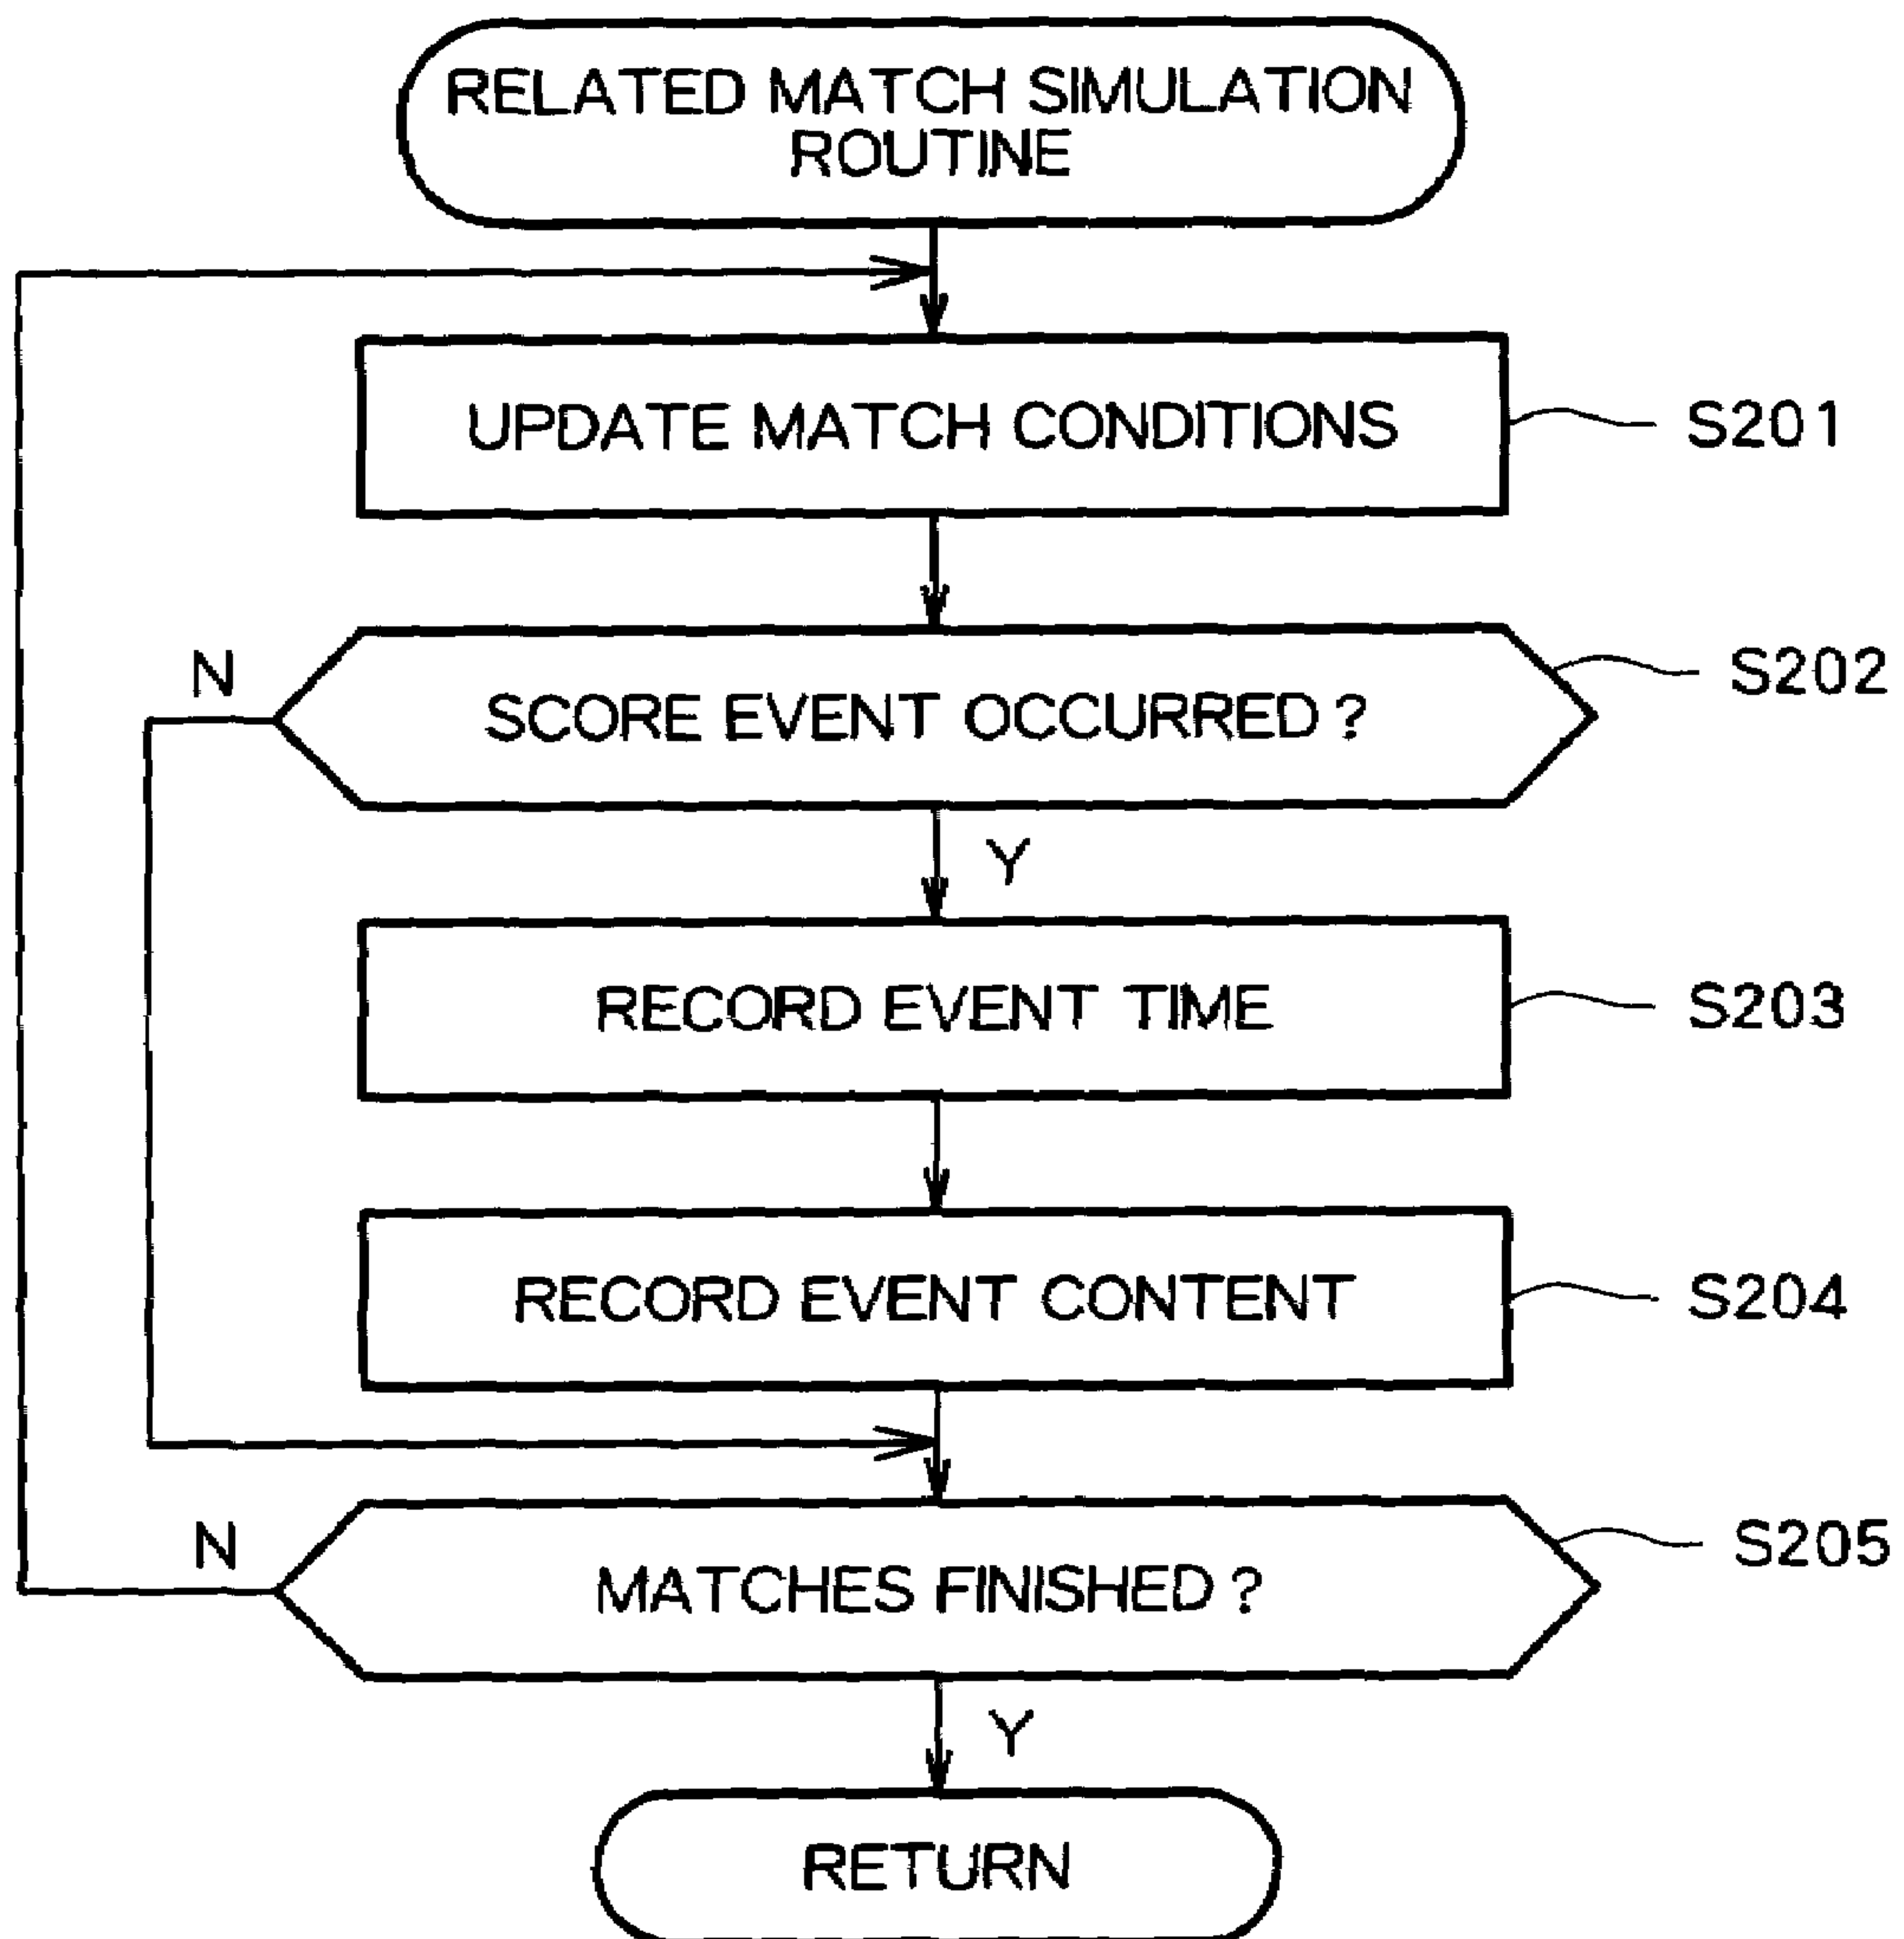 RELATED MATCH SIMULATION
ROUTINE
UPDATE MATCH CONDITIONS
S201
N
SCORE EVENT OCCURRED ?
S202
Y
RECORD EVENT TIME
S203
RECORD EVENT CONTENT
S204
N
MATCHES FINISHED ?
S205
Y
RETURN